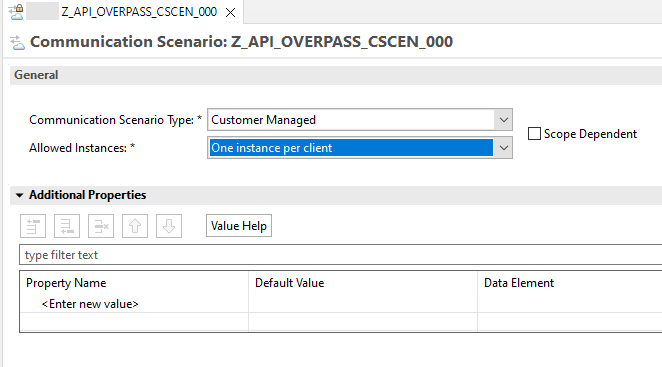 Z_API_OVERPASS_CSCEN_000
Communication Scenario: Z_API_OVERPASS_CSCEN_000
General
Communication Scenario Type: * Customer Managed
Scope Dependent
Allowed Instances: * One instance per client
Additional Properties
Value Help
type filter text
Property Name Default Value Data Element
<Enter new value>